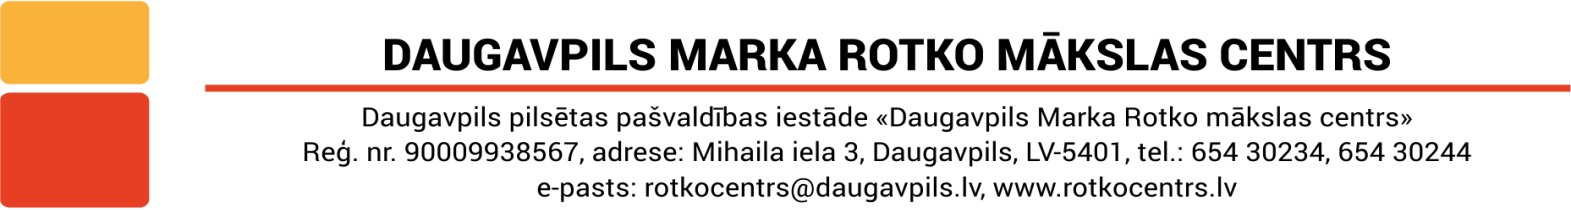 DAUGAVPILS MARKA ROTKO MĀKSLAS CENTRS
Daugavpils pilsētas pašvaldības iestāde «Daugavpils Marka Rotko mākslas centrs»
Reģ. nr. 90009938567, adrese: Mihaila iela 3, Daugavpils, LV-5401, tel.: 654 30234, 654 30244
e-pasts: rotkocentrs@daugavpils.lv, www.rotkocentrs.lv